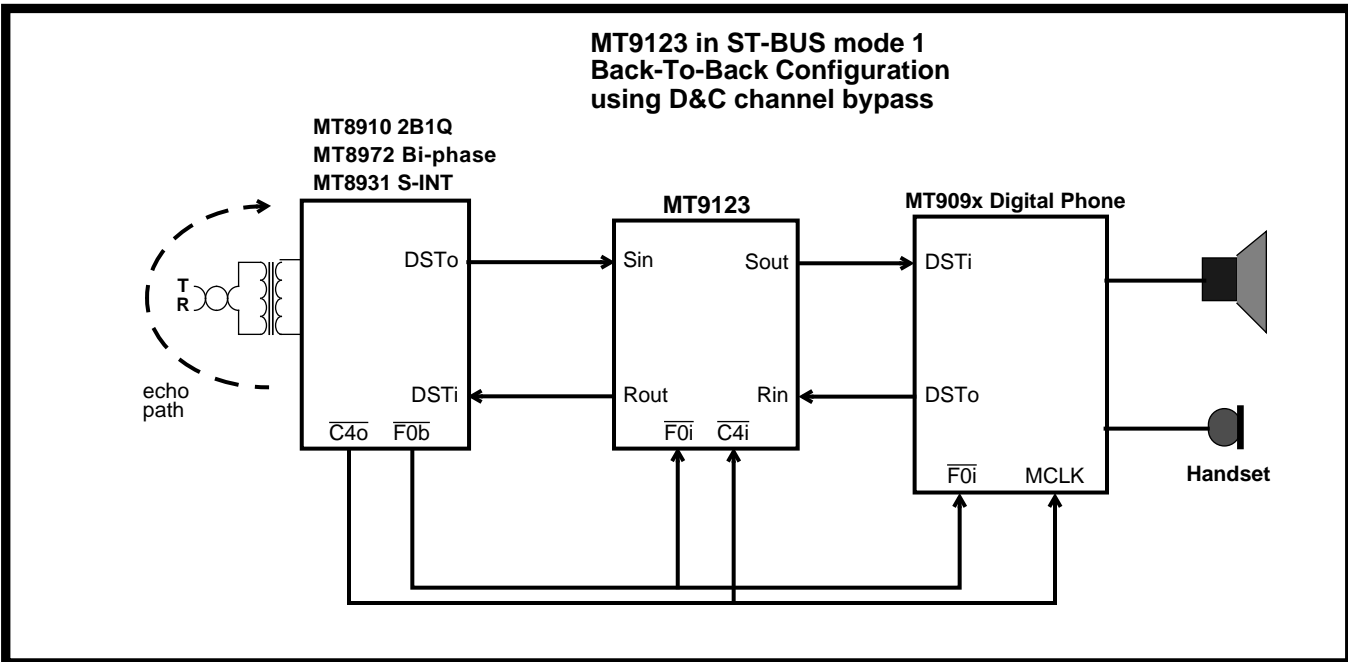 MT9123 in ST-BUS mode 1
Back-To-Back Configuration
using D&C channel bypass
MT8910 2B1Q
MT8972 Bi-phase
MT8931 S-INT
MT9123
MT909x Digital Phone
DSTo
Sin
Sout
DSTi
T
R
echo
path
DSTi
Rout
Rin
DSTo
C4o
F0b
F0i
C4i
F0i
MCLK
Handset